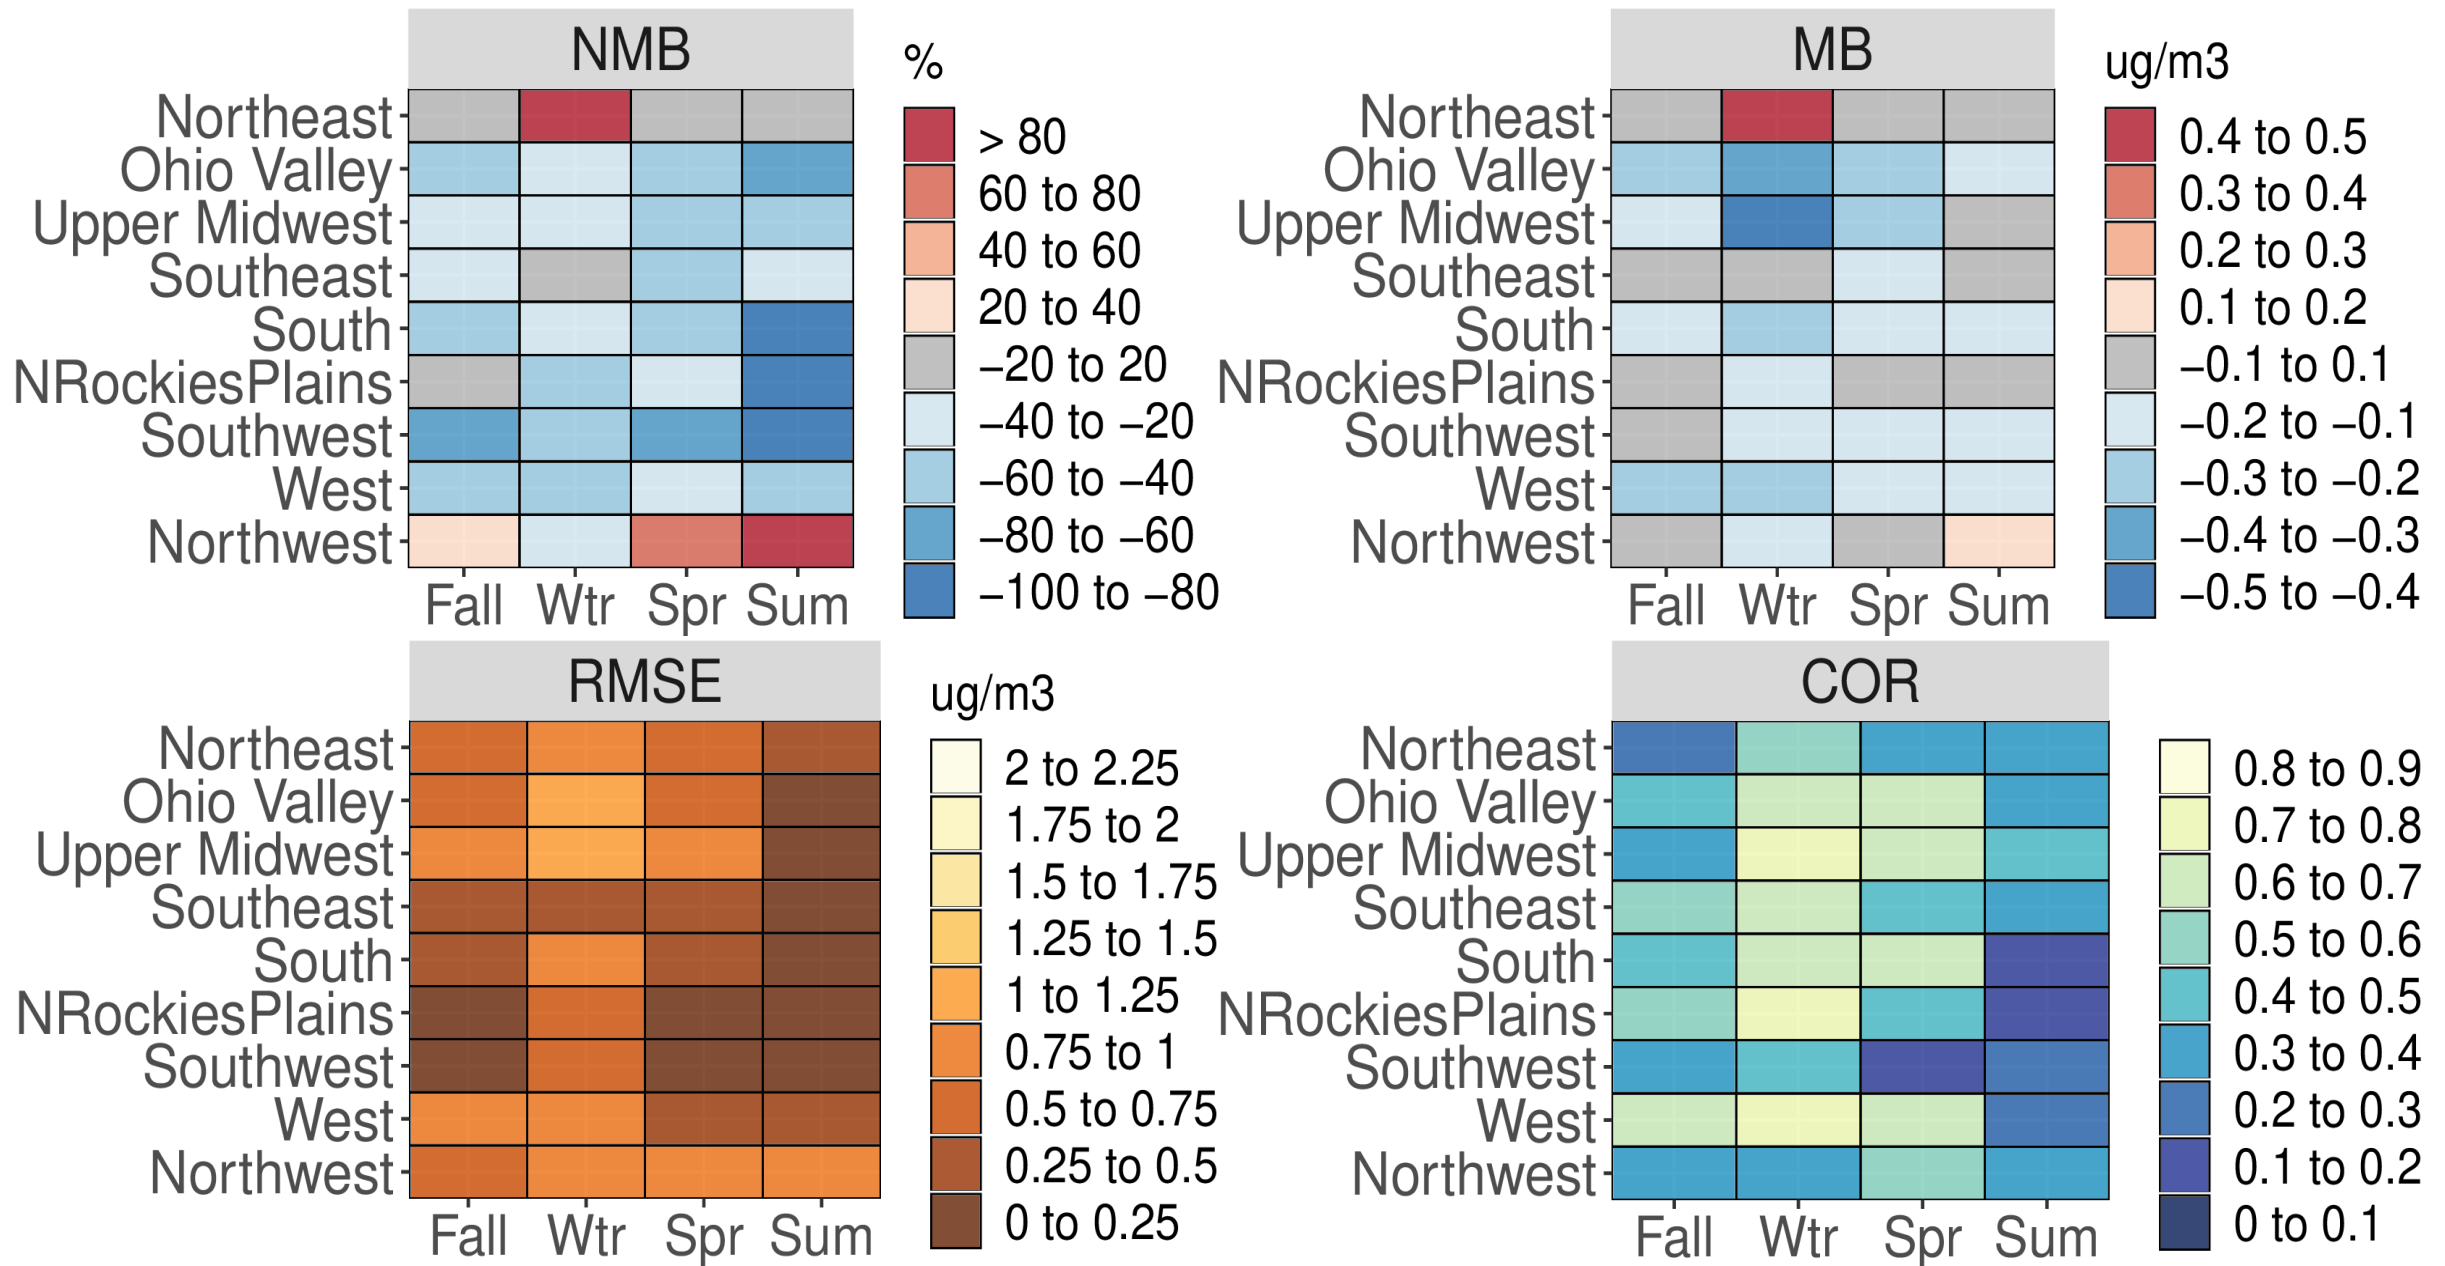 NMB
Northeast
Ohio Valley
Upper Midwest
Southeast
South
NRockiesPlains
Southwest
West
Northwest
Fall Wtr Spr Sum
%
> 80
60 to 80
40 to 60
20 to 40
−20 to 20
−40 to −20
−60 to −40
−80 to −60
−100 to −80
MB
Northeast
Ohio Valley
Upper Midwest
Southeast
South
NRockiesPlains
Southwest
West
Northwest
Fall Wtr Spr Sum
ug/m3
0.4 to 0.5
0.3 to 0.4
0.2 to 0.3
0.1 to 0.2
−0.1 to 0.1
−0.2 to −0.1
−0.3 to −0.2
−0.4 to −0.3
−0.5 to −0.4
RMSE
Northeast
Ohio Valley
Upper Midwest
Southeast
South
NRockiesPlains
Southwest
West
Northwest
Fall Wtr Spr Sum
ug/m3
2 to 2.25
1.75 to 2
1.5 to 1.75
1.25 to 1.5
1 to 1.25
0.75 to 1
0.5 to 0.75
0.25 to 0.5
0 to 0.25
COR
Northeast
Ohio Valley
Upper Midwest
Southeast
South
NRockiesPlains
Southwest
West
Northwest
Fall Wtr Spr Sum
0.8 to 0.9
0.7 to 0.8
0.6 to 0.7
0.5 to 0.6
0.4 to 0.5
0.3 to 0.4
0.2 to 0.3
0.1 to 0.2
0 to 0.1